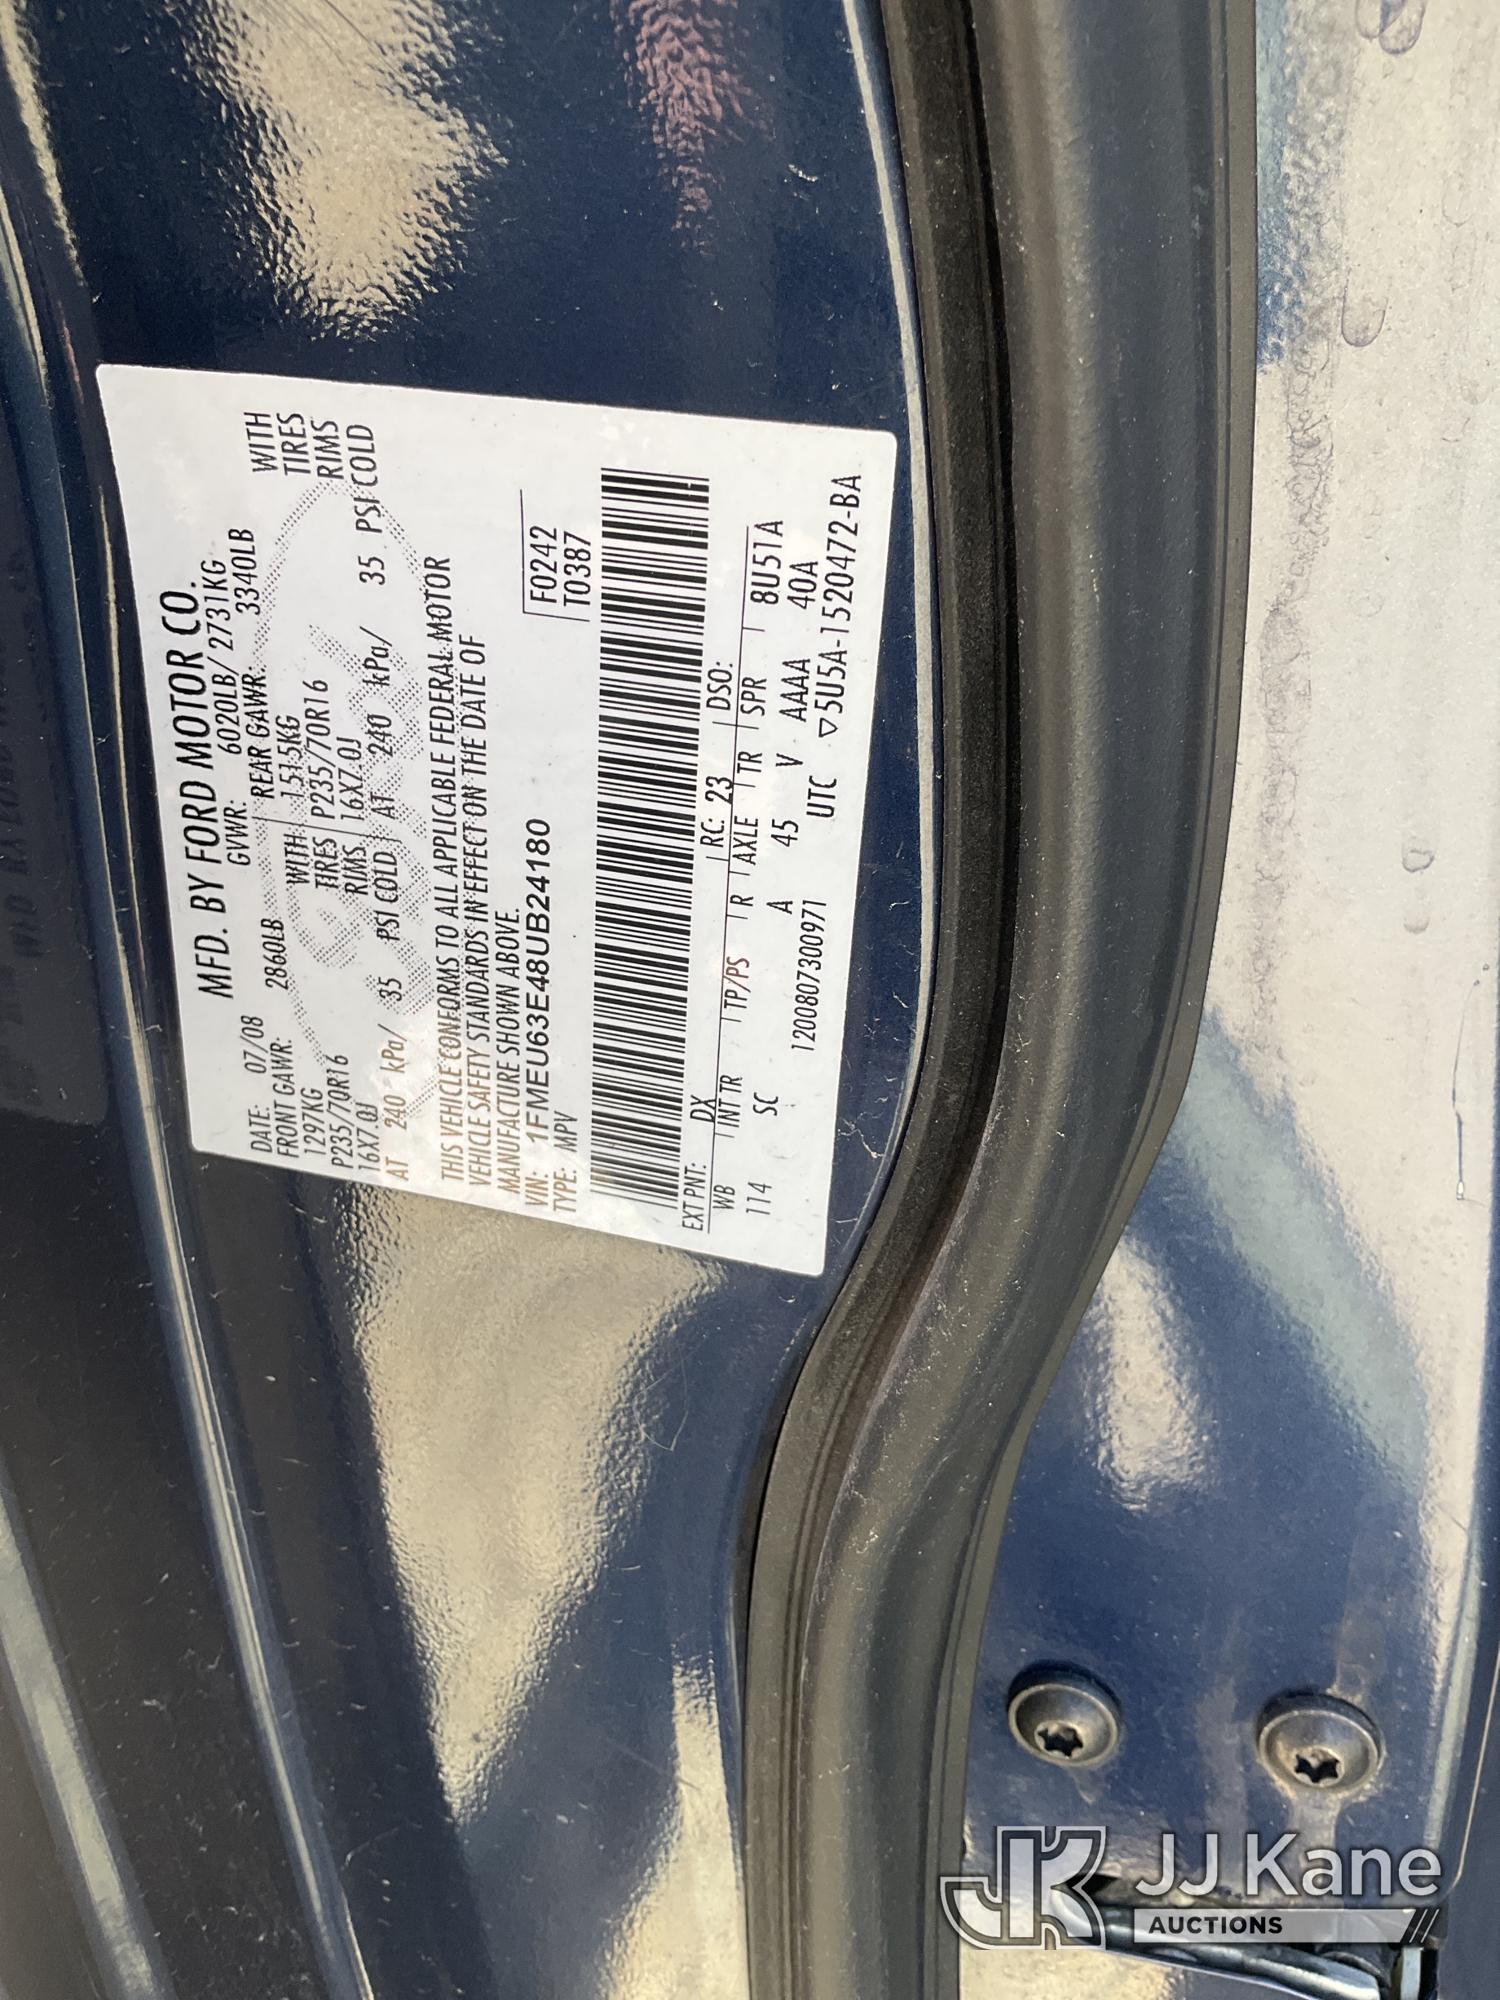 MFD. BY FORD MOTOR CO.
DATE: 07/08 GVWR: 6020LB/ 2731KG
FRONT GAWR: 2860LB REAR GAWR: 3340LB
1297KG WITH 1515KG WITH
P235/70R16 TIRES P235/70R16 TIRES
16X7.0J RIMS 16X7.0J RIMS
AT 240 kPa/ 35 PSI COLD AT 240 kPa/ 35 PSI COLD
THIS VEHICLE CONFORMS TO ALL APPLICABLE FEDERAL MOTOR
VEHICLE SAFETY STANDARDS IN EFFECT ON THE DATE OF
MANUFACTURE SHOWN ABOVE.
VIN: 1FMEU63E48UB24180 F0242
TYPE: MPV T0387
EXT PNT: DX RC: 23 DSO:
WB INT TR TP/PS R AXLE TR SPR 8U51A
114 SC A 45 V AAAA 40A
1200807300971 UTC ▽5U5A-1520472-BA
JK JJ Kane
AUCTIONS